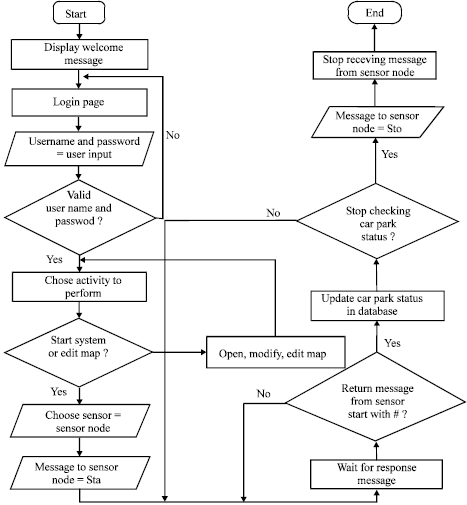 Start
Display welcome
message
Login page
Username and password
= user input
No
Valid
user name and
passwod ?
Yes
Chose activity to
perform
Start system
or edit map ?
Open, modify, edit map
Yes
Choose sensor =
sensor node
Message to sensor
node = Sta
End
Stop receving message
from sensor node
Message to sensor
node = Sto
Yes
No
Stop checking
car park
status ?
Update car park status
in database
Yes
No
Return message
from sensor
start with # ?
Wait for response
message